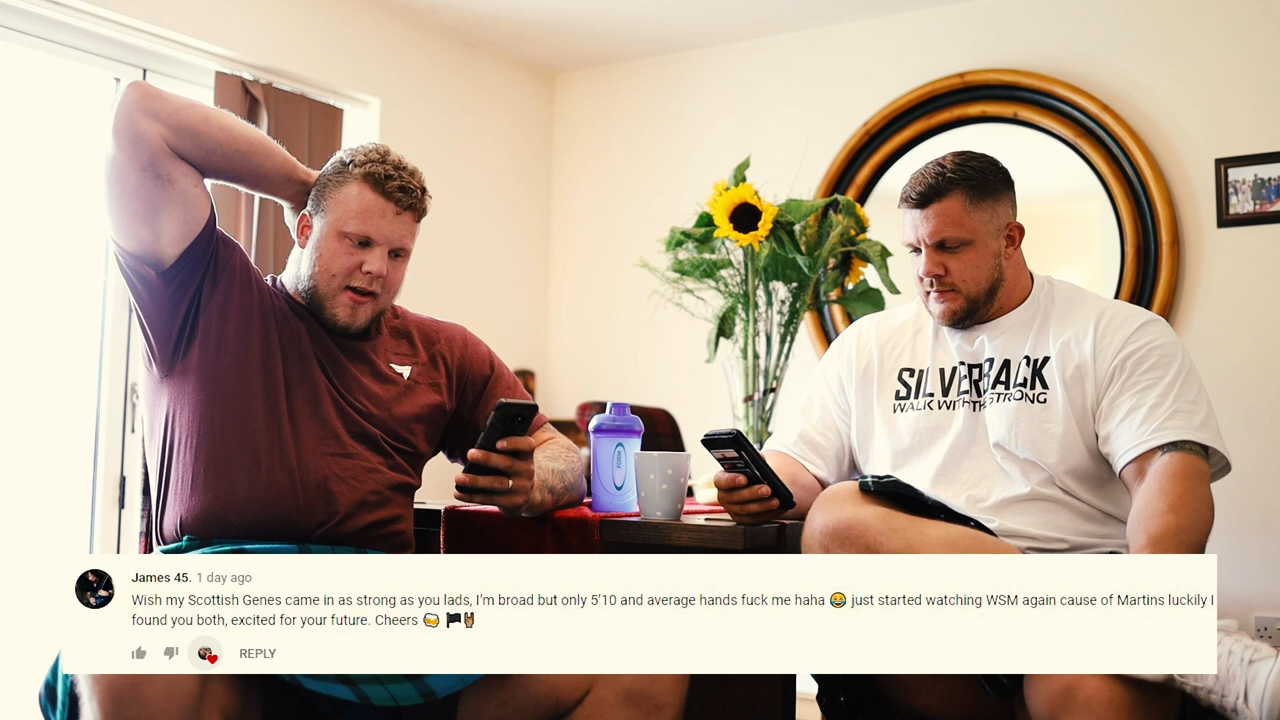 SILVERBACK
WALK WITH THE STRONG
FORM
James 45. 1 day ago
Wish my Scottish Genes came in as strong as you lads, I'm broad but only 5'10 and average hands fuck me haha 😂 just started watching WSM again cause of Martins luckily I
found you both, excited for your future. Cheers 🍻 🏴🤘
REPLY